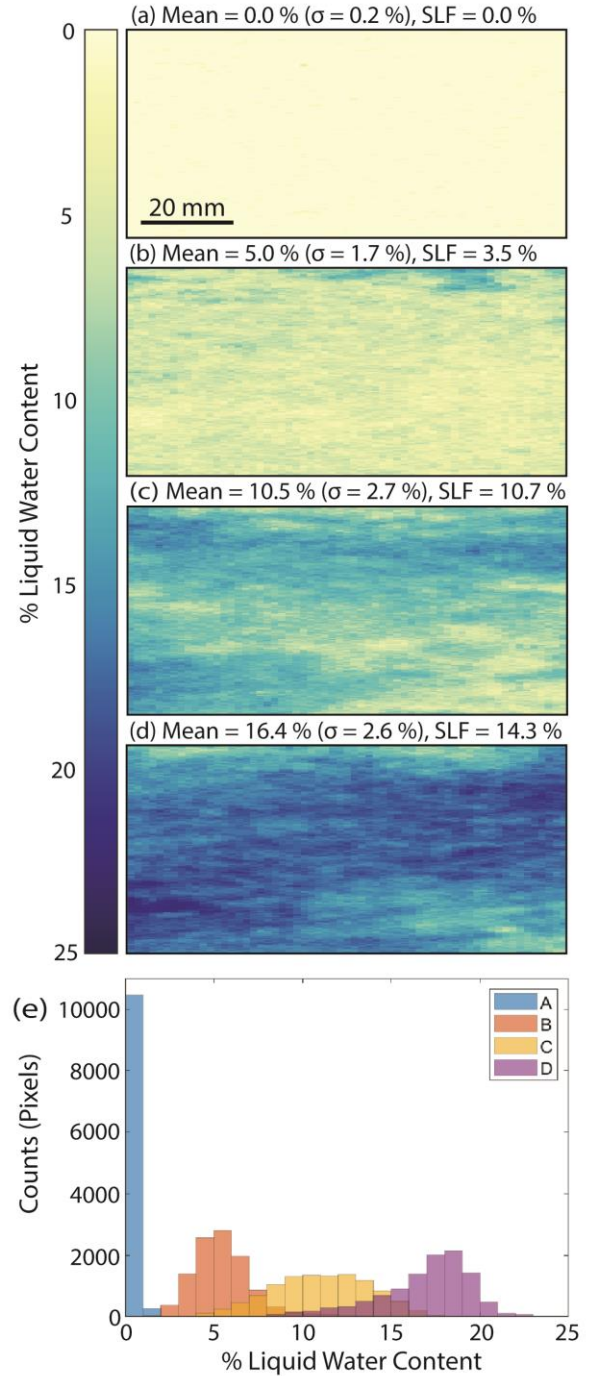 (a) Mean = 0.0 % (σ = 0.2 %), SLF = 0.0 %
0
5
10
15
20
25
% Liquid Water Content
20 mm
(b) Mean = 5.0 % (σ = 1.7 %), SLF = 3.5 %
(c) Mean = 10.5 % (σ = 2.7 %), SLF = 10.7 %
(d) Mean = 16.4 % (σ = 2.6 %), SLF = 14.3 %
(e)
Counts (Pixels)
10000
8000
6000
4000
2000
0
A
B
C
D
0 5 10 15 20 25
% Liquid Water Content